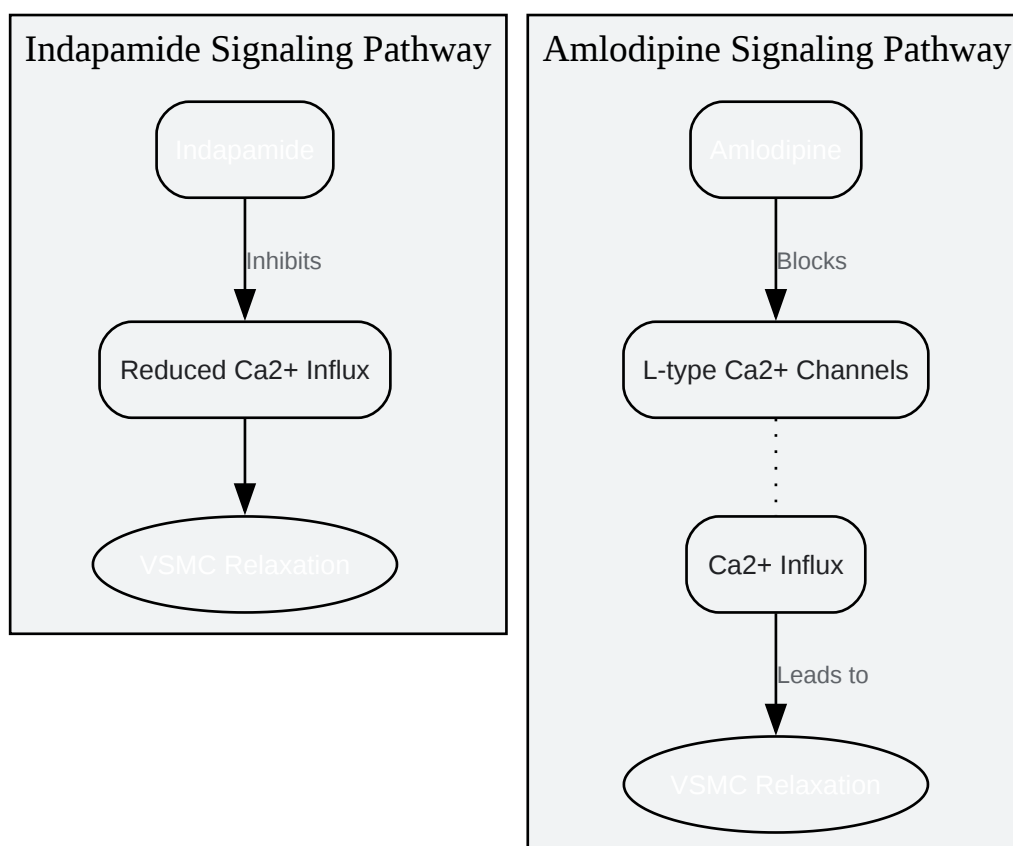 Indapamide Signaling Pathway
Indapamide
Inhibits
Reduced Ca2+ Influx
VSMC Relaxation
Amlodipine Signaling Pathway
Amlodipine
Blocks
L-type Ca2+ Channels
Ca2+ Influx
Leads to
VSMC Relaxation